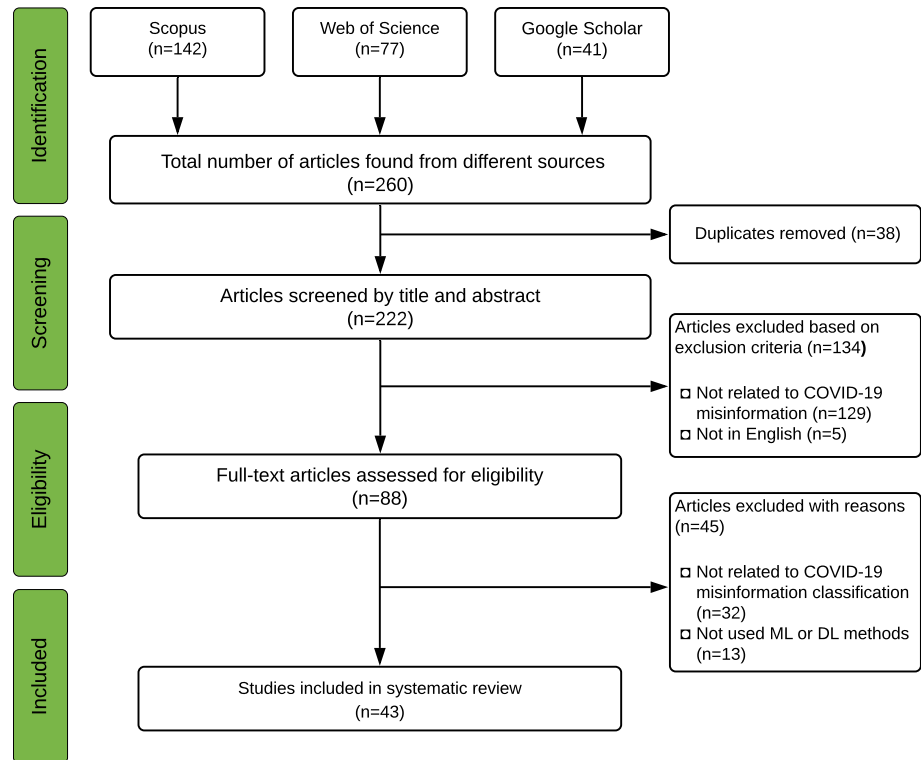 Identification
Scopus
(n=142)
Web of Science
(n=77)
Google Scholar
(n=41)
Total number of articles found from different sources
(n=260)
Screening
Duplicates removed (n=38)
Articles screened by title and abstract
(n=222)
Articles excluded based on
exclusion criteria (n=134)
Not related to COVID-19
misinformation (n=129)
Not in English (n=5)
Eligibility
Full-text articles assessed for eligibility
(n=88)
Articles excluded with reasons
(n=45)
Not related to COVID-19
misinformation classification
(n=32)
Not used ML or DL methods
(n=13)
Included
Studies included in systematic review
(n=43)